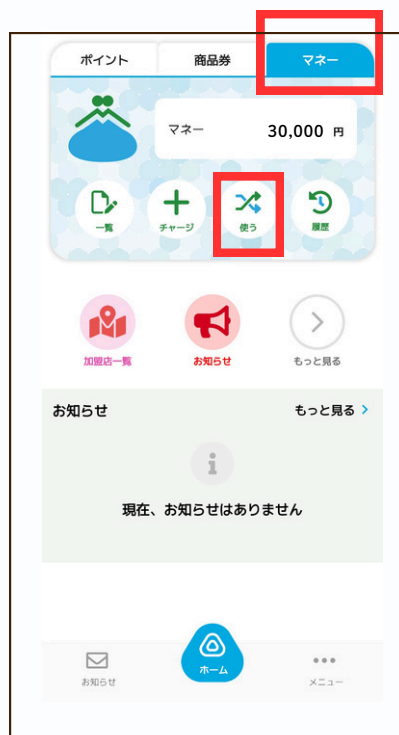 ポイント
商品券
マネー
マネー 30,000 円
一覧
チャージ
使う
履歴
加盟店一覧
お知らせ
もっと見る
お知らせ
もっと見る
現在、お知らせはありません
お知らせ
ホーム
メニュー